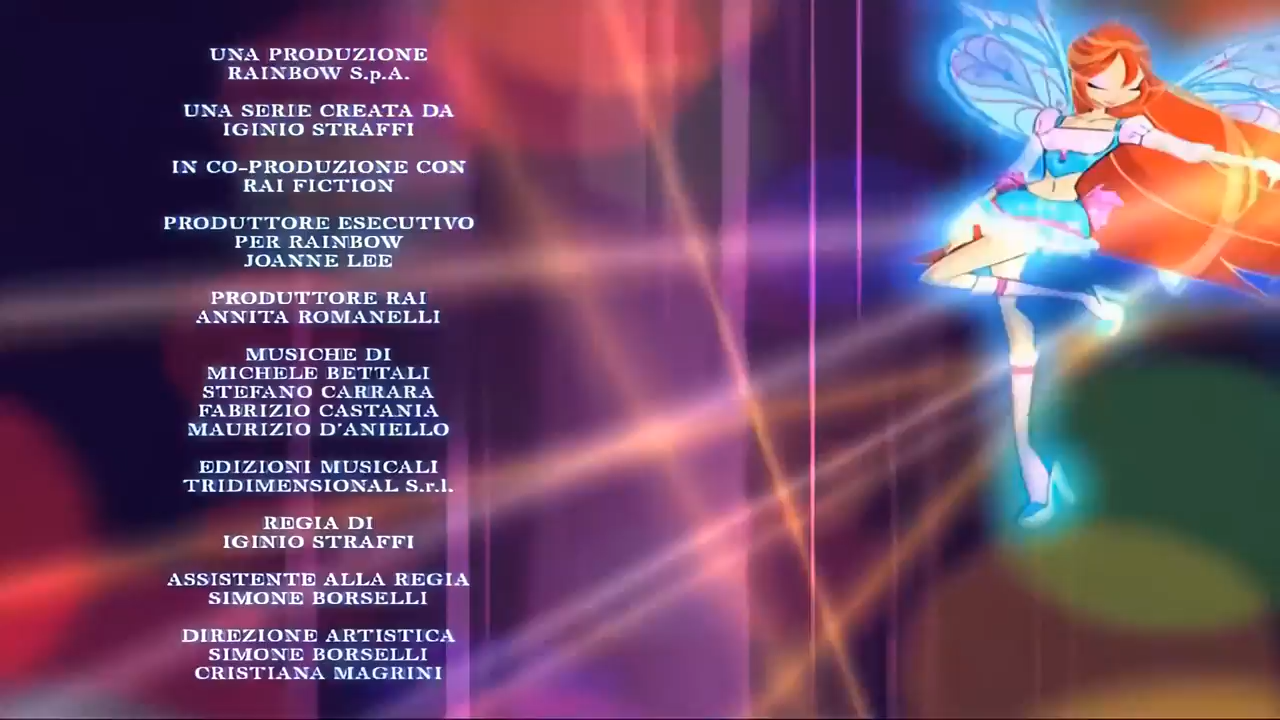 UNA PRODUZIONE
RAINBOW S.p.A.
UNA SERIE CREATA DA
IGINIO STRAFFI
IN CO-PRODUZIONE CON
RAI FICTION
PRODUTTORE ESECUTIVO
PER RAINBOW
JOANNE LEE
PRODUTTORE RAI
ANNITA ROMANELLI
MUSICHE DI
MICHELE BETTALI
STEFANO CARRARA
FABRIZIO CASTANIA
MAURIZIO D'ANIELLO
EDIZIONI MUSICALI
TRIDIMENSIONAL S.r.l.
REGIA DI
IGINIO STRAFFI
ASSISTENTE ALLA REGIA
SIMONE BORSELLI
DIREZIONE ARTISTICA
SIMONE BORSELLI
CRISTIANA MAGRINI